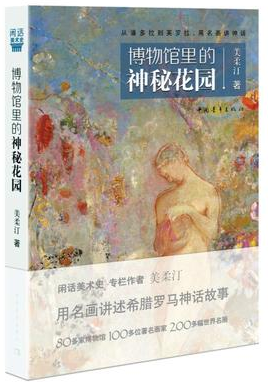 闲话
美术史
博物馆里的
神秘花园
美柔汀 著
从潘多拉到芙罗拉，用名画讲神话
博物馆里的
神秘花园
美柔汀 著
中国青年出版社
闲话美术史 专栏作者 美柔汀
用名画讲述希腊罗马神话故事
80多家博物馆 100多位著名画家 200多幅世界名画